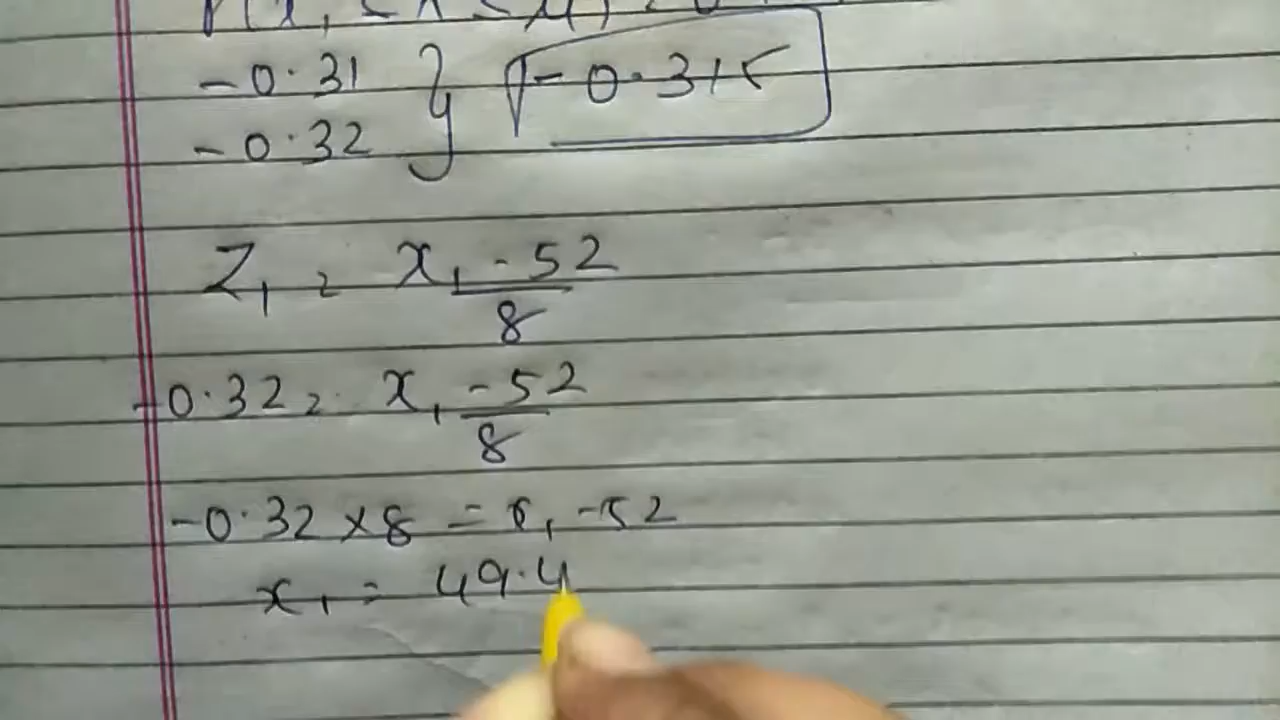 -0.31 } -0.315
-0.32
Z₁ = x₁ - 52 / 8
-0.32 = x₁ - 52 / 8
-0.32 × 8 = x₁ - 52
x₁ = 49.4